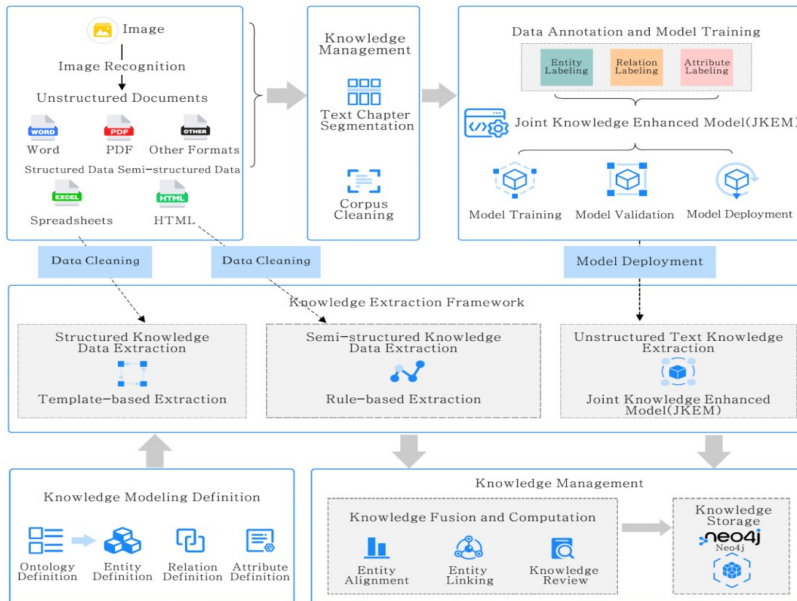 Image
Image Recognition
Unstructured Documents
WORD
PDF
OTHER
Word
PDF
Other Formats
Structured Data Semi-structured Data
EXCEL
HTML
Spreadsheets
HTML
Knowledge
Management
Text Chapter
Segmentation
Corpus
Cleaning
Data Annotation and Model Training
Entity
Labeling
Relation
Labeling
Attribute
Labeling
Joint Knowledge Enhanced Model(JKEM)
Model Training
Model Validation
Model Deployment
Data Cleaning
Data Cleaning
Model Deployment
Knowledge Extraction Framework
Structured Knowledge
Data Extraction
Template-based Extraction
Semi-structured Knowledge
Data Extraction
Rule-based Extraction
Unstructured Text Knowledge
Extraction
Joint Knowledge Enhanced
Model(JKEM)
Knowledge Modeling Definition
Ontology
Definition
Entity
Definition
Relation
Definition
Attribute
Definition
Knowledge Management
Knowledge Fusion and Computation
Entity
Alignment
Entity
Linking
Knowledge
Review
Knowledge
Storage
neo4j
Neo4j